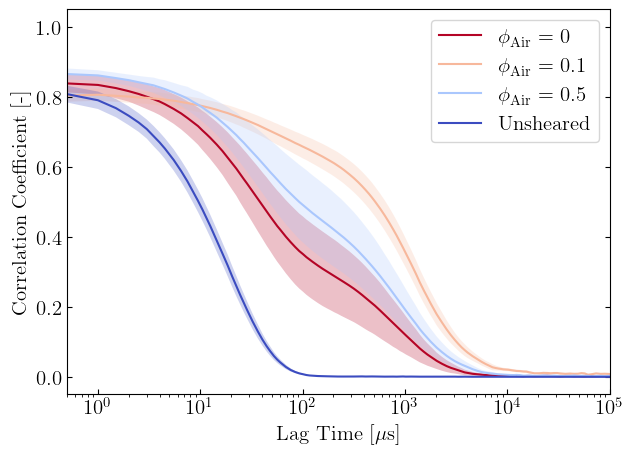 1.0
0.8
0.6
0.4
0.2
0.0
Correlation Coefficient [-]
ϕ_Air = 0
ϕ_Air = 0.1
ϕ_Air = 0.5
Unsheared
10^0 10^1 10^2 10^3 10^4 10^5
Lag Time [μs]